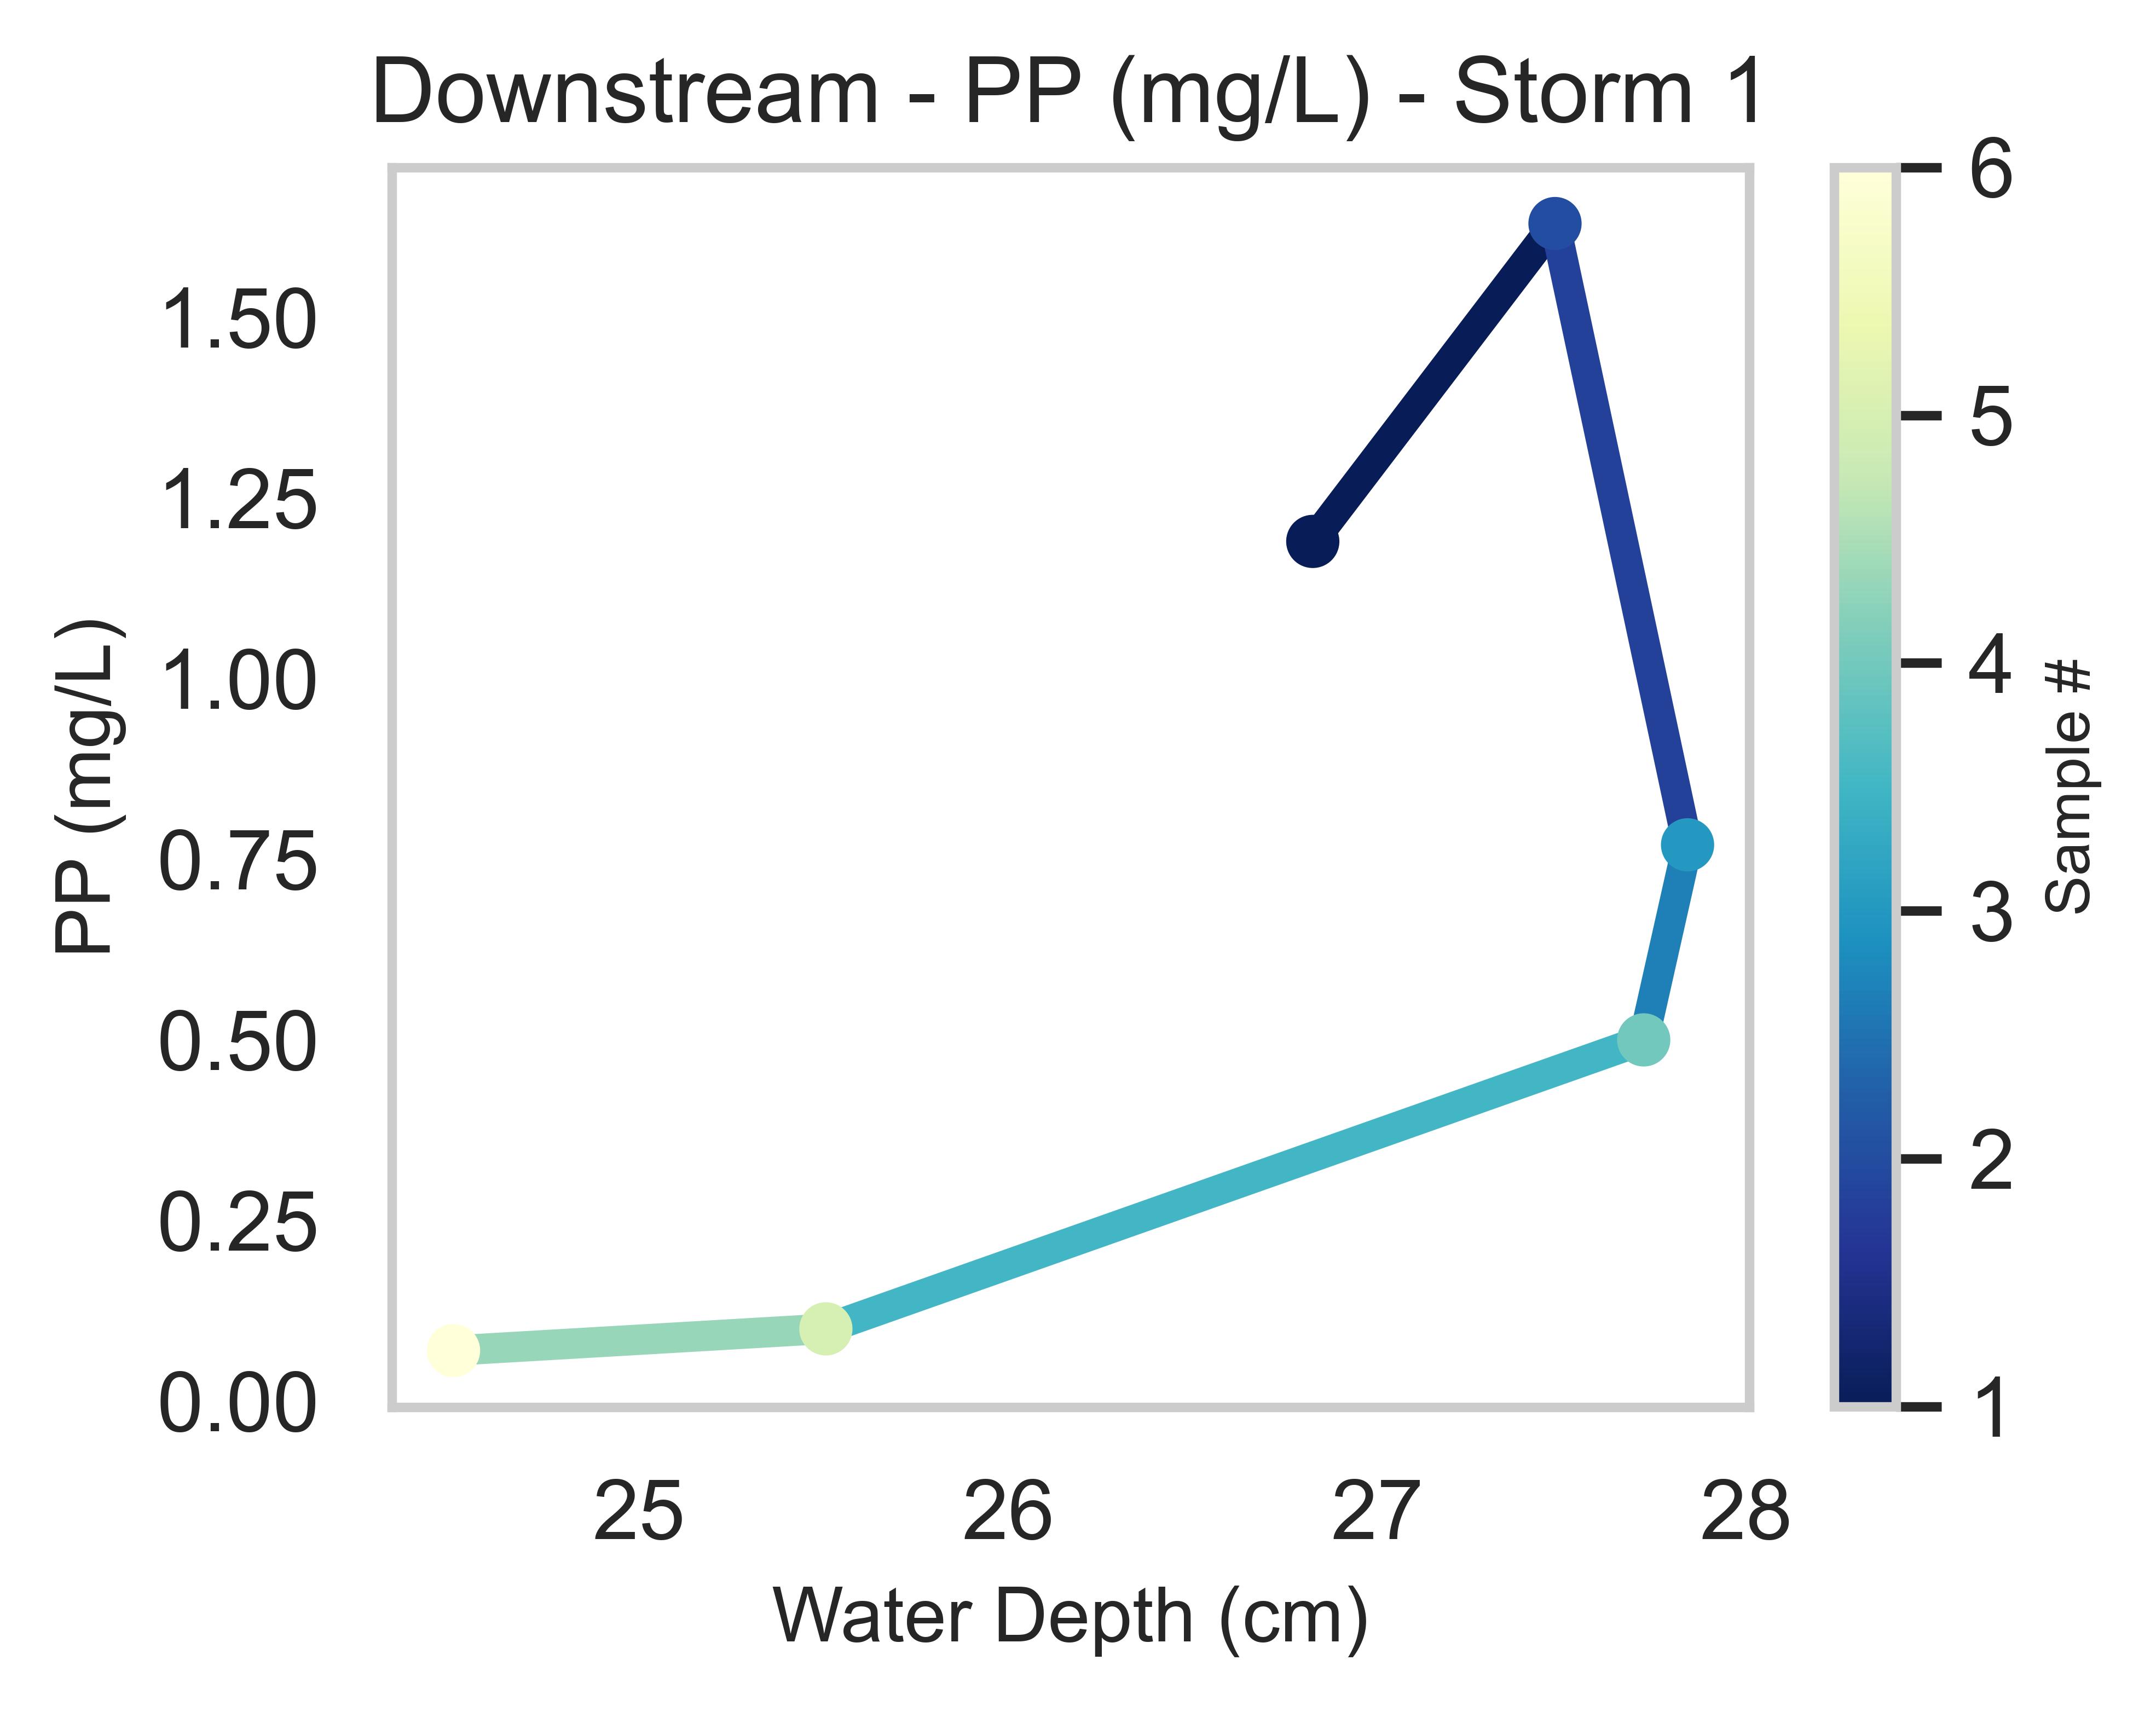 Downstream - PP (mg/L) - Storm 1
PP (mg/L)
1.50
1.25
1.00
0.75
0.50
0.25
0.00
25 26 27 28
Water Depth (cm)
6
5
4
3
2
1
Sample #